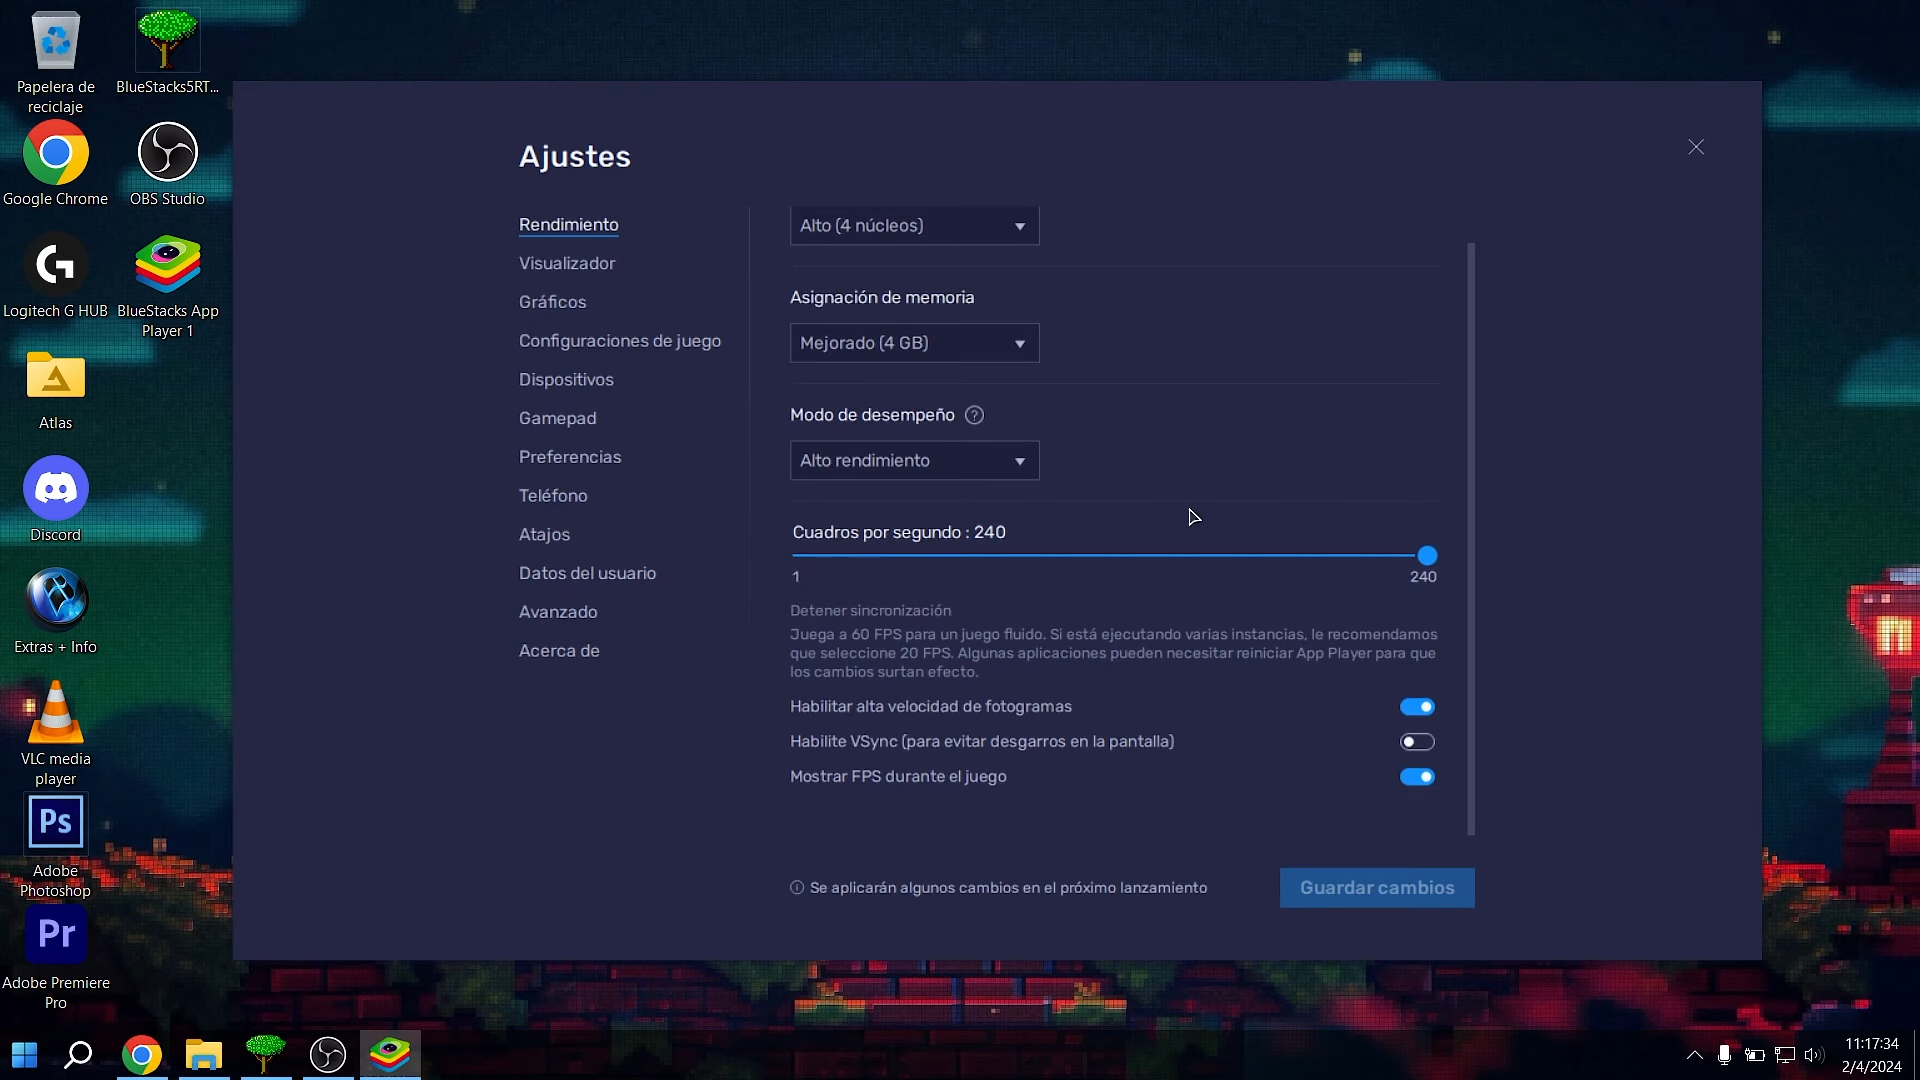 Papelera de
reciclaje
BlueStacks5RT...
Google Chrome
OBS Studio
Logitech G HUB
BlueStacks App
Player 1
Atlas
Discord
Extras + Info
VLC media
player
Ps
Adobe
Photoshop
Pr
Adobe Premiere
Pro
Ajustes
Rendimiento
Visualizador
Gráficos
Configuraciones de juego
Dispositivos
Gamepad
Preferencias
Teléfono
Atajos
Datos del usuario
Avanzado
Acerca de
Alto (4 núcleos)
Asignación de memoria
Mejorado (4 GB)
Modo de desempeño ?
Alto rendimiento
Cuadros por segundo : 240
1
240
Detener sincronización
Juega a 60 FPS para un juego fluido. Si está ejecutando varias instancias, le recomendamos
que seleccione 20 FPS. Algunas aplicaciones pueden necesitar reiniciar App Player para que
los cambios surtan efecto.
Habilitar alta velocidad de fotogramas
Habilite VSync (para evitar desgarros en la pantalla)
Mostrar FPS durante el juego
Se aplicarán algunos cambios en el próximo lanzamiento
Guardar cambios
11:17:34
2/4/2024